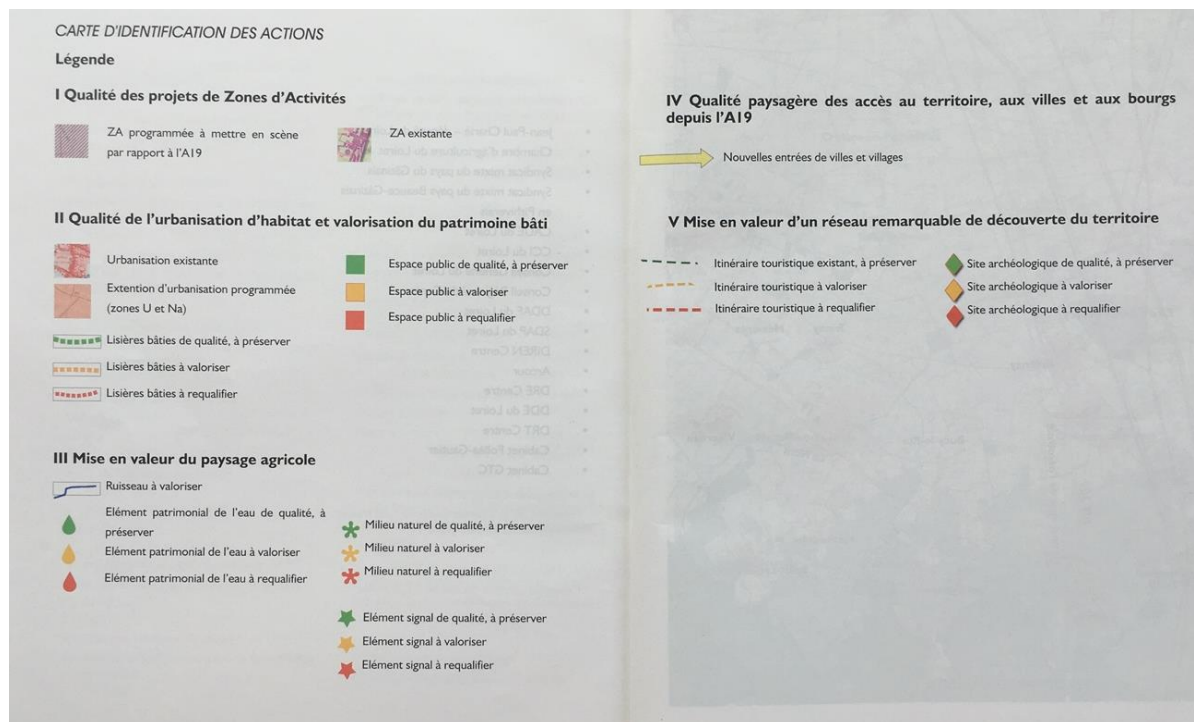 CARTE D'IDENTIFICATION DES ACTIONS
Légende
I Qualité des projets de Zones d'Activités
ZA programmée à mettre en scène
par rapport à l'A19
ZA existante
II Qualité de l'urbanisation d'habitat et valorisation du patrimoine bâti
Urbanisation existante
Extention d'urbanisation programmée
(zones U et Na)
Lisières bâties de qualité, à préserver
Lisières bâties à valoriser
Lisières bâties à requalifier
Espace public de qualité, à préserver
Espace public à valoriser
Espace public à requalifier
III Mise en valeur du paysage agricole
Ruisseau à valoriser
Elément patrimonial de l'eau de qualité, à
préserver
Elément patrimonial de l'eau à valoriser
Elément patrimonial de l'eau à requalifier
Milieu naturel de qualité, à préserver
Milieu naturel à valoriser
Milieu naturel à requalifier
Elément signal de qualité, à préserver
Elément signal à valoriser
Elément signal à requalifier
IV Qualité paysagère des accès au territoire, aux villes et aux bourgs
depuis l'A19
Nouvelles entrées de villes et villages
V Mise en valeur d'un réseau remarquable de découverte du territoire
Itinéraire touristique existant, à préserver
Itinéraire touristique à valoriser
Itinéraire touristique à requalifier
Site archéologique de qualité, à préserver
Site archéologique à valoriser
Site archéologique à requalifier